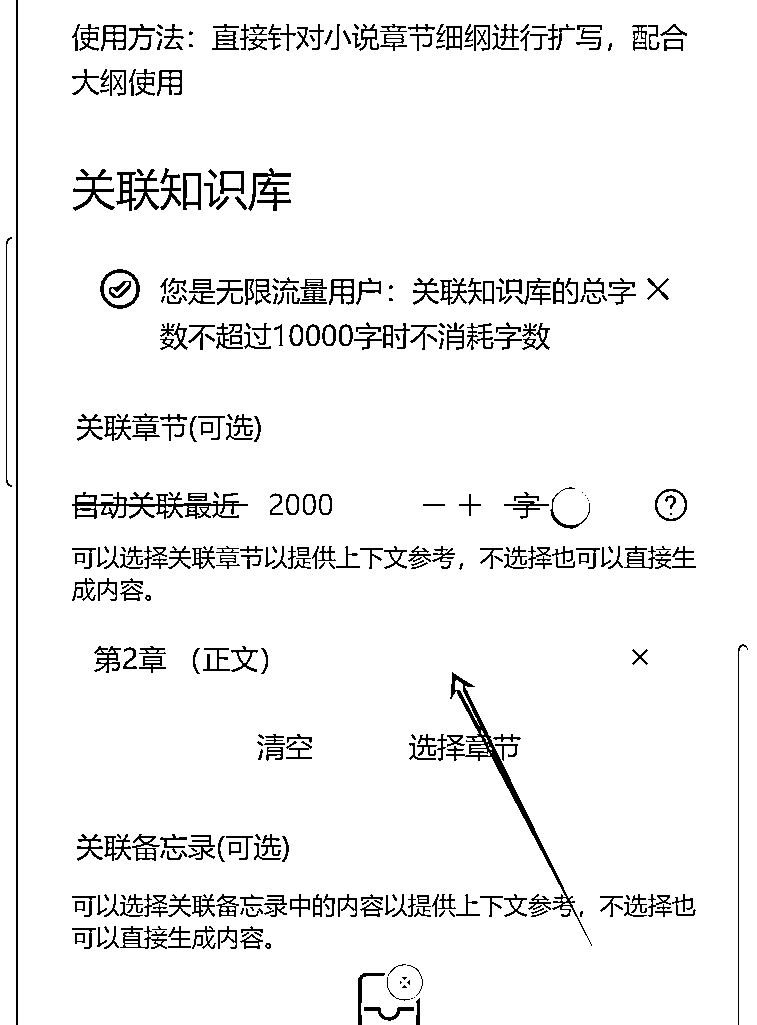 使用方法：直接针对小说章节细纲进行扩写，配合
大纲使用
关联知识库
您是无限流量用户：关联知识库的总字
数不超过10000字时不消耗字数
关联章节(可选)
自动关联最近 2000 字
可以选择关联章节以提供上下文参考，不选择也可以直接生
成内容。
第2章 （正文）
清空 选择章节
关联备忘录(可选)
可以选择关联备忘录中的内容以提供上下文参考，不选择也
可以直接生成内容。